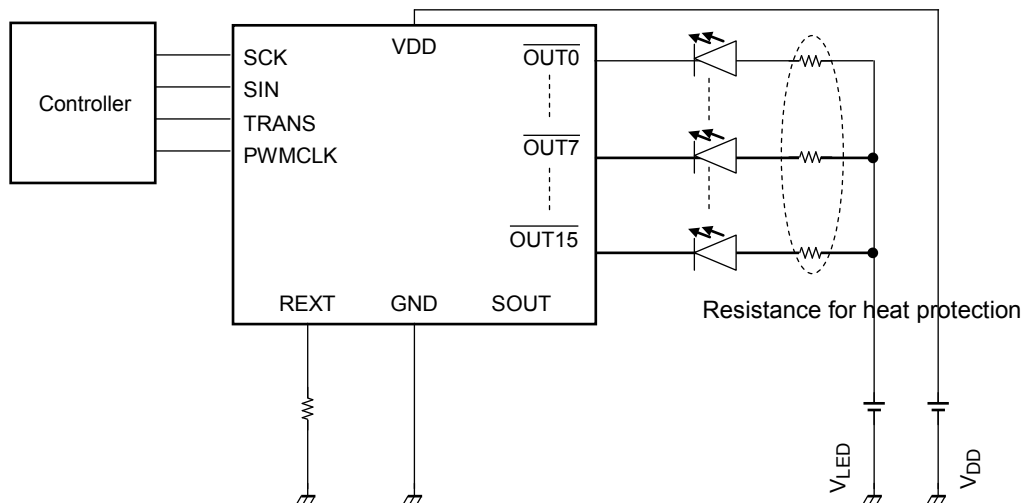 VDD
SCK
OUT0
SIN
Controller
TRANS
OUT7
PWMCLK
OUT15
REXT
GND
SOUT
Resistance for heat protection
VLED
VDD